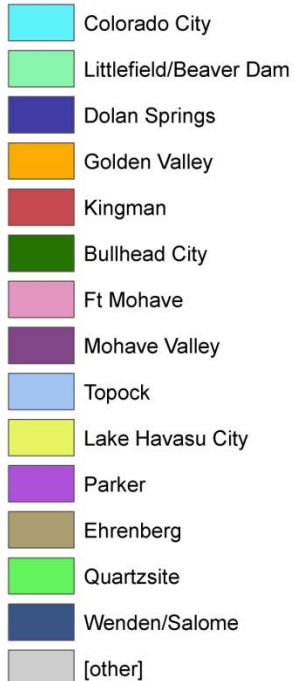 Colorado City
Littlefield/Beaver Dam
Dolan Springs
Golden Valley
Kingman
Bullhead City
Ft Mohave
Mohave Valley
Topock
Lake Havasu City
Parker
Ehrenberg
Quartzsite
Wenden/Salome
[other]